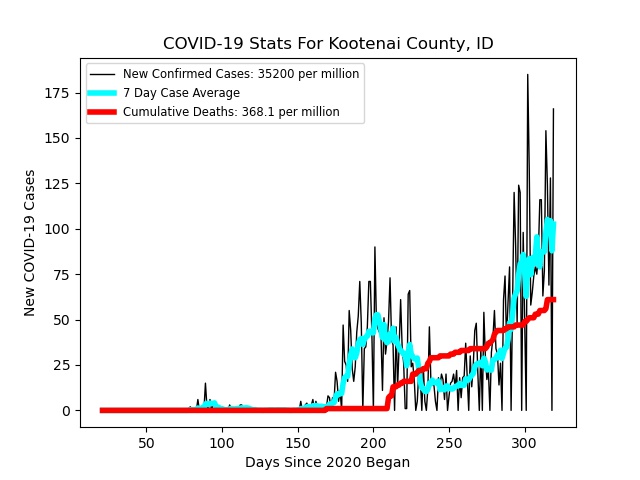 COVID-19 Stats For Kootenai County, ID
New Confirmed Cases: 35200 per million
7 Day Case Average
Cumulative Deaths: 368.1 per million
New COVID-19 Cases
175
150
125
100
75
50
25
0
50 100 150 200 250 300
Days Since 2020 Began